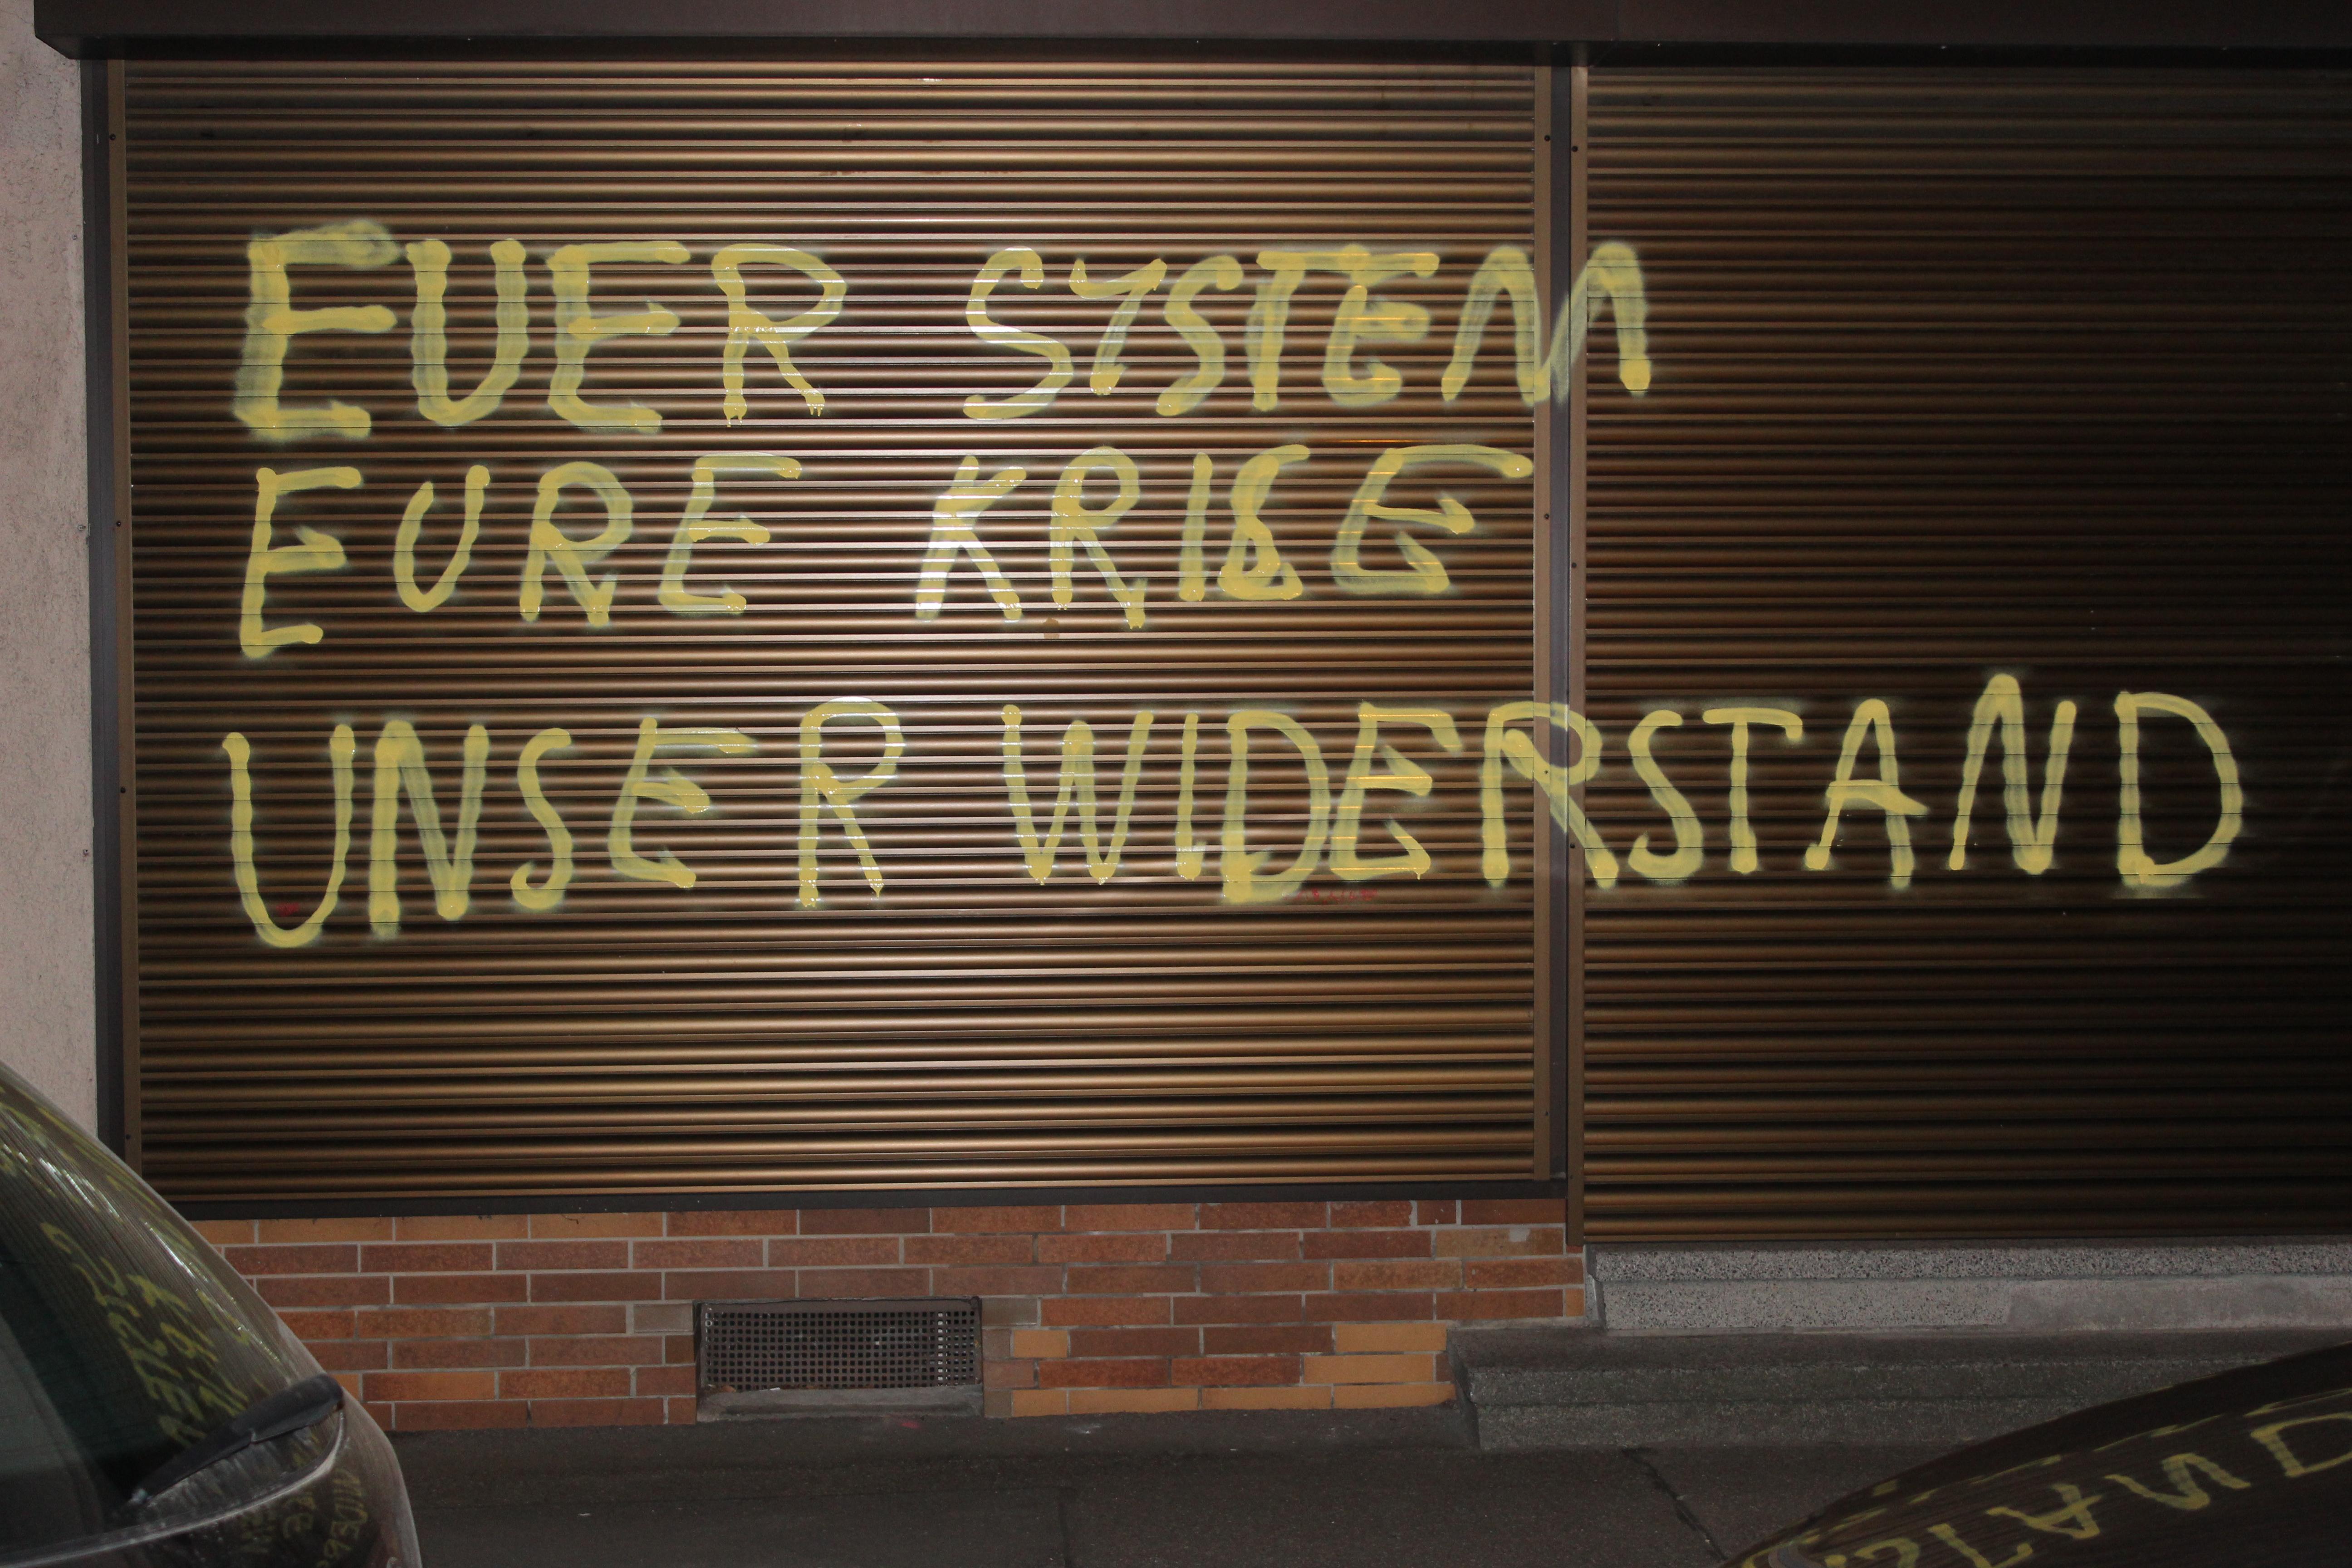 EUER SYSTEM
EURE KRISE
UNSER WIDERSTAND